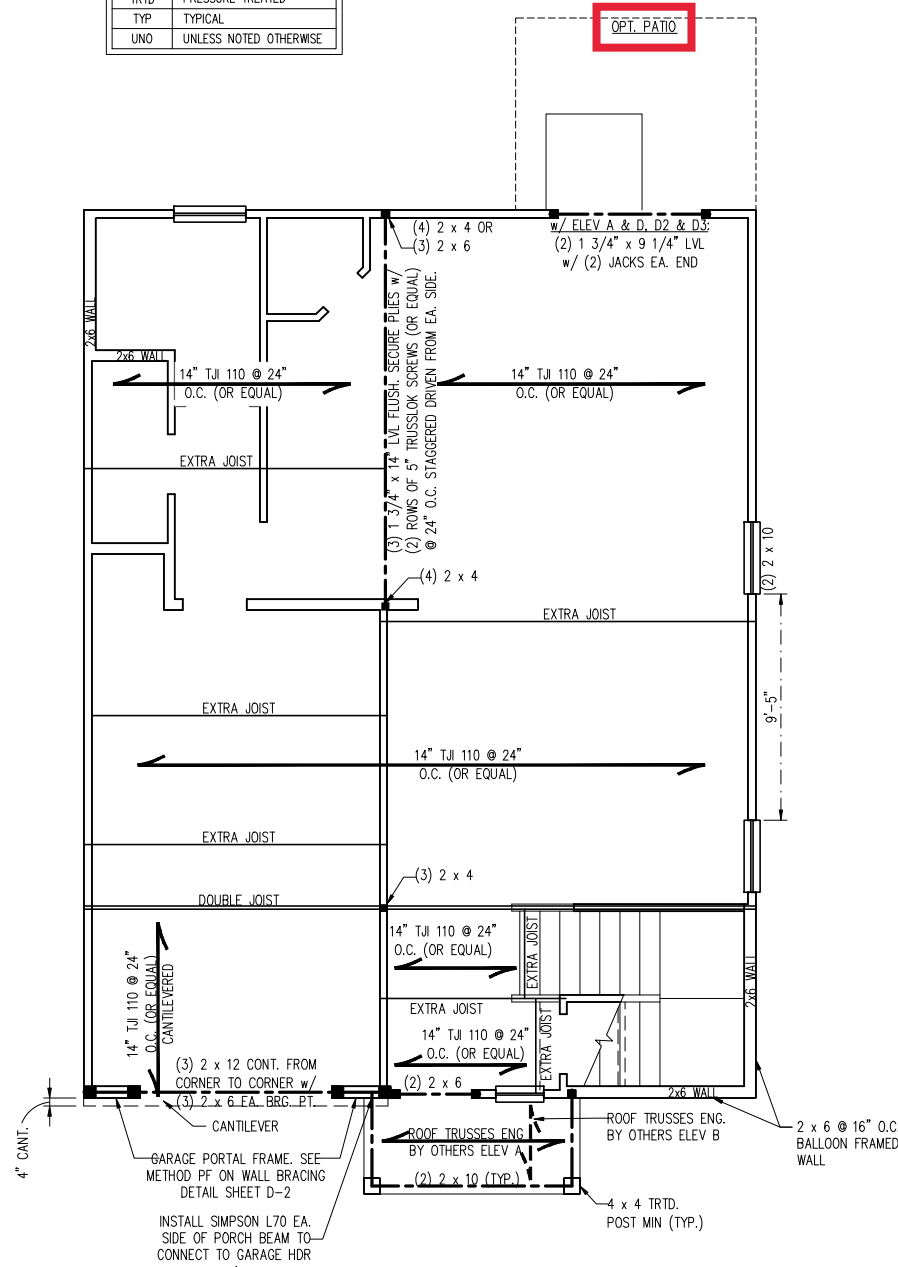 TRTD PRESSURE TREATED
TYP TYPICAL
UNO UNLESS NOTED OTHERWISE
OPT. PATIO
(4) 2 x 4 OR
(3) 2 x 6
w/ ELEV A & D, D2 & D3:
(2) 1 3/4" x 9 1/4" LVL
w/ (2) JACKS EA. END
2x6 WALL
2x6 WALL
14" TJI 110 @ 24"
O.C. (OR EQUAL)
(3) 1 3/4" x 14" LVL FLUSH. SECURE PLIES w/
(2) ROWS OF 5" TRUSSLOK SCREWS (OR EQUAL)
@ 24" O.C. STAGGERED DRIVEN FROM EA. SIDE.
14" TJI 110 @ 24"
O.C. (OR EQUAL)
EXTRA JOIST
(2) 2 x 10
(4) 2 x 4
EXTRA JOIST
9'-5"
EXTRA JOIST
14" TJI 110 @ 24"
O.C. (OR EQUAL)
EXTRA JOIST
DOUBLE JOIST
(3) 2 x 4
14" TJI 110 @ 24"
O.C. (OR EQUAL)
CANTILEVERED
14" TJI 110 @ 24"
O.C. (OR EQUAL)
EXTRA JOIST
2x6 WALL
EXTRA JOIST
14" TJI 110 @ 24"
O.C. (OR EQUAL)
EXTRA JOIST
(3) 2 x 12 CONT. FROM
CORNER TO CORNER w/
(3) 2 x 6 EA. BRG. PT.
(2) 2 x 6
2x6 WALL
4" CANT.
CANTILEVER
ROOF TRUSSES ENG
BY OTHERS ELEV A
ROOF TRUSSES ENG.
BY OTHERS ELEV B
2 x 6 @ 16" O.C.
BALLOON FRAMED
WALL
GARAGE PORTAL FRAME. SEE
METHOD PF ON WALL BRACING
DETAIL SHEET D-2
(2) 2 x 10 (TYP.)
4 x 4 TRTD.
POST MIN (TYP.)
INSTALL SIMPSON L70 EA.
SIDE OF PORCH BEAM TO
CONNECT TO GARAGE HDR